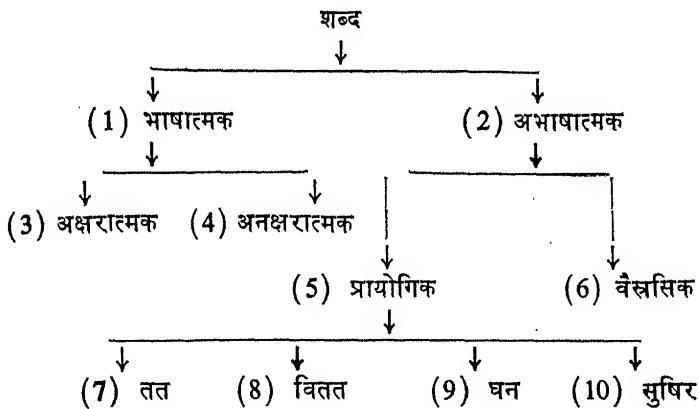 शब्द
(1) भाषात्मक (2) अभाषात्मक
(3) अक्षरात्मक (4) अनक्षरात्मक
(5) प्रायोगिक (6) वैस्रसिक
(7) तत (8) वितत (9) घन (10) सुषिर